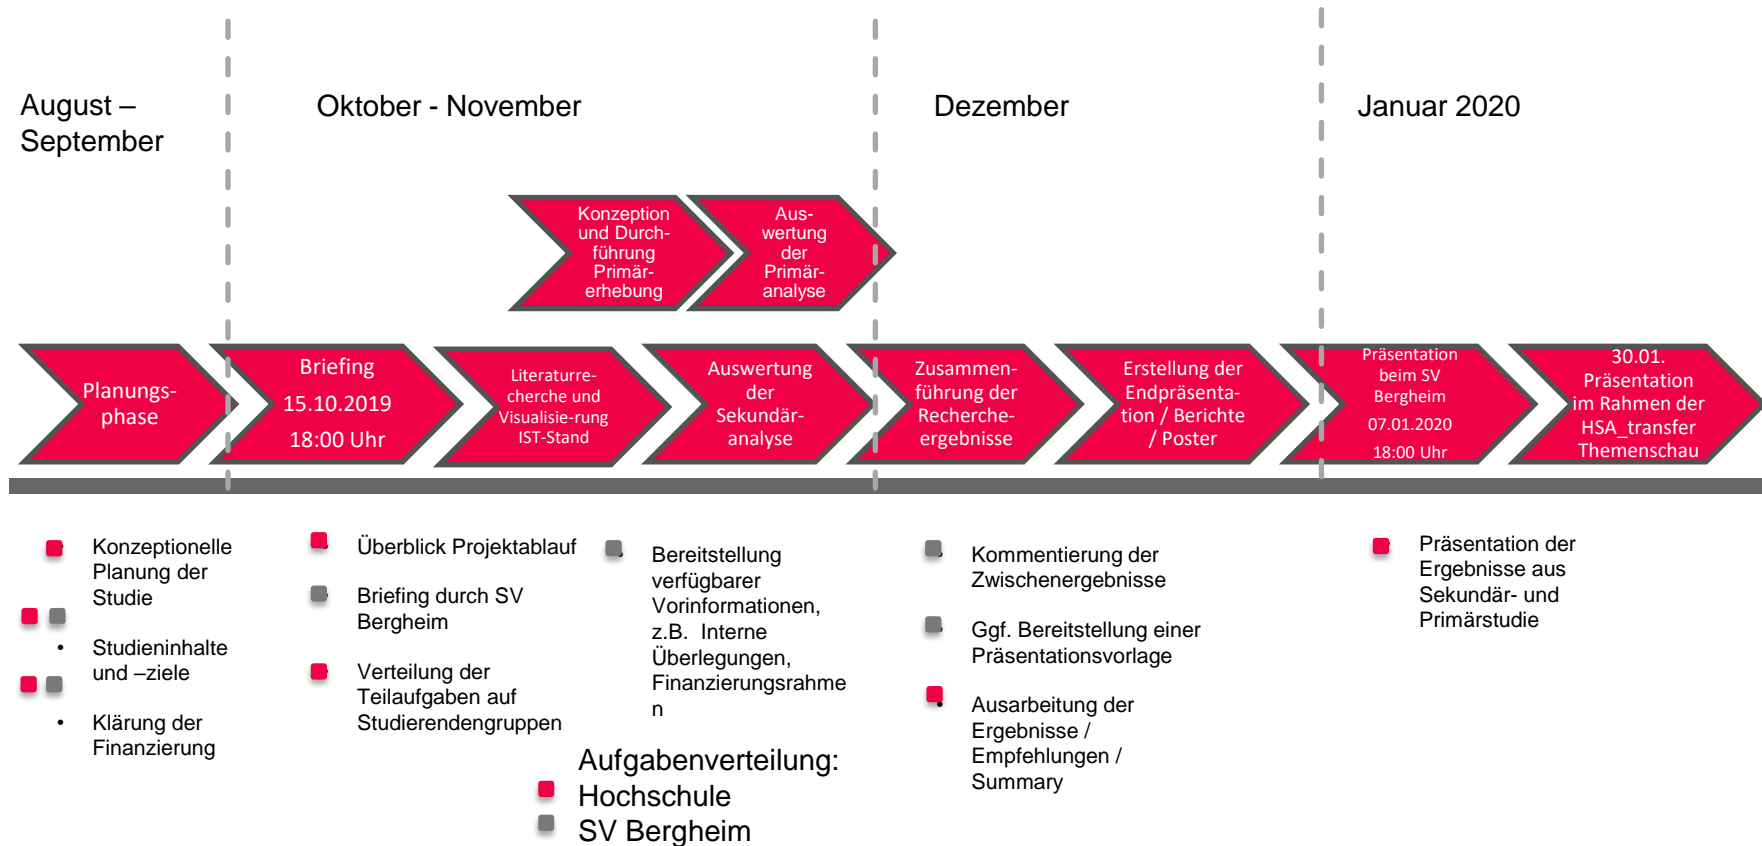 August –
September
Oktober - November
Dezember
Januar 2020
Konzeption
und Durch-
führung
Primär-
erhebung
Aus-
wertung
der
Primär-
analyse
Planungs-
phase
Briefing
15.10.2019
18:00 Uhr
Literaturre-
cherche und
Visualisie-rung
IST-Stand
Auswertung
der
Sekundär-
analyse
Zusammen-
führung der
Recherche-
ergebnisse
Erstellung der
Endpräsenta-
tion / Berichte
/ Poster
Präsentation
beim SV
Bergheim
07.01.2020
18:00 Uhr
30.01.
Präsentation
im Rahmen der
HSA_transfer
Themenschau
Konzeptionelle
Planung der
Studie
• Studieninhalte
und –ziele
• Klärung der
Finanzierung
Überblick Projektablauf
Briefing durch SV
Bergheim
Verteilung der
Teilaufgaben auf
Studierendengruppen
Bereitstellung
verfügbarer
Vorinformationen,
z.B. Interne
Überlegungen,
Finanzierungsrahme
n
Kommentierung der
Zwischenergebnisse
Ggf. Bereitstellung einer
Präsentationsvorlage
Ausarbeitung der
Ergebnisse /
Empfehlungen /
Summary
Präsentation der
Ergebnisse aus
Sekundär- und
Primärstudie
Aufgabenverteilung:
Hochschule
SV Bergheim